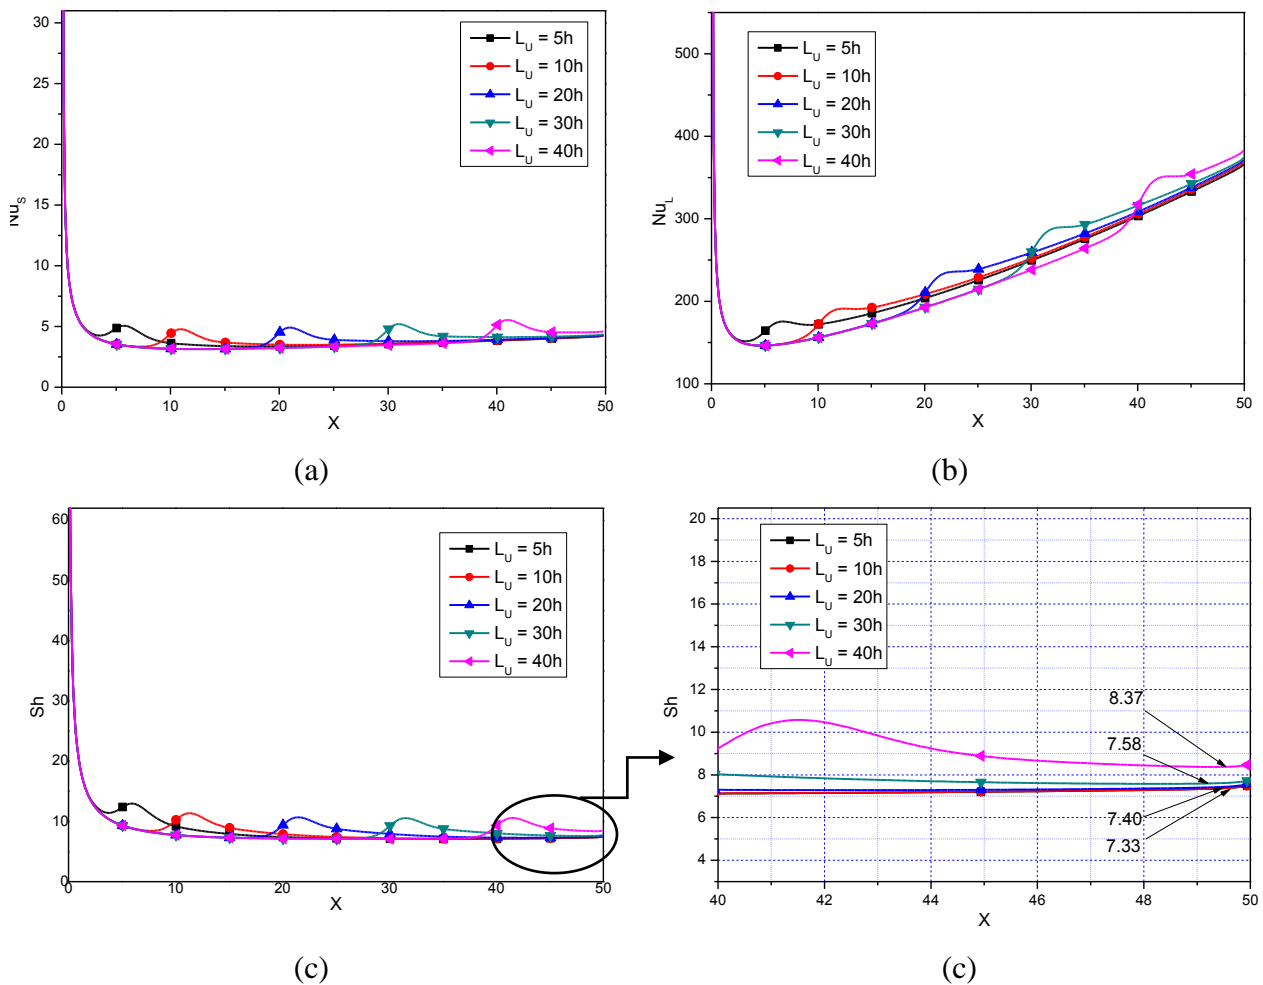 30
25
20
15
10
5
0
Nu_S
L_U = 5h
L_U = 10h
L_U = 20h
L_U = 30h
L_U = 40h
0 10 20 30 40 50
X
(a)
500
400
300
200
100
Nu_L
L_U = 5h
L_U = 10h
L_U = 20h
L_U = 30h
L_U = 40h
0 10 20 30 40 50
X
(b)
60
50
40
30
20
10
0
Sh
L_U = 5h
L_U = 10h
L_U = 20h
L_U = 30h
L_U = 40h
0 10 20 30 40 50
X
(c)
20
18
16
14
12
10
8
6
4
Sh
L_U = 5h
L_U = 10h
L_U = 20h
L_U = 30h
L_U = 40h
8.37
7.58
7.40
7.33
40 42 44 46 48 50
X
(c)